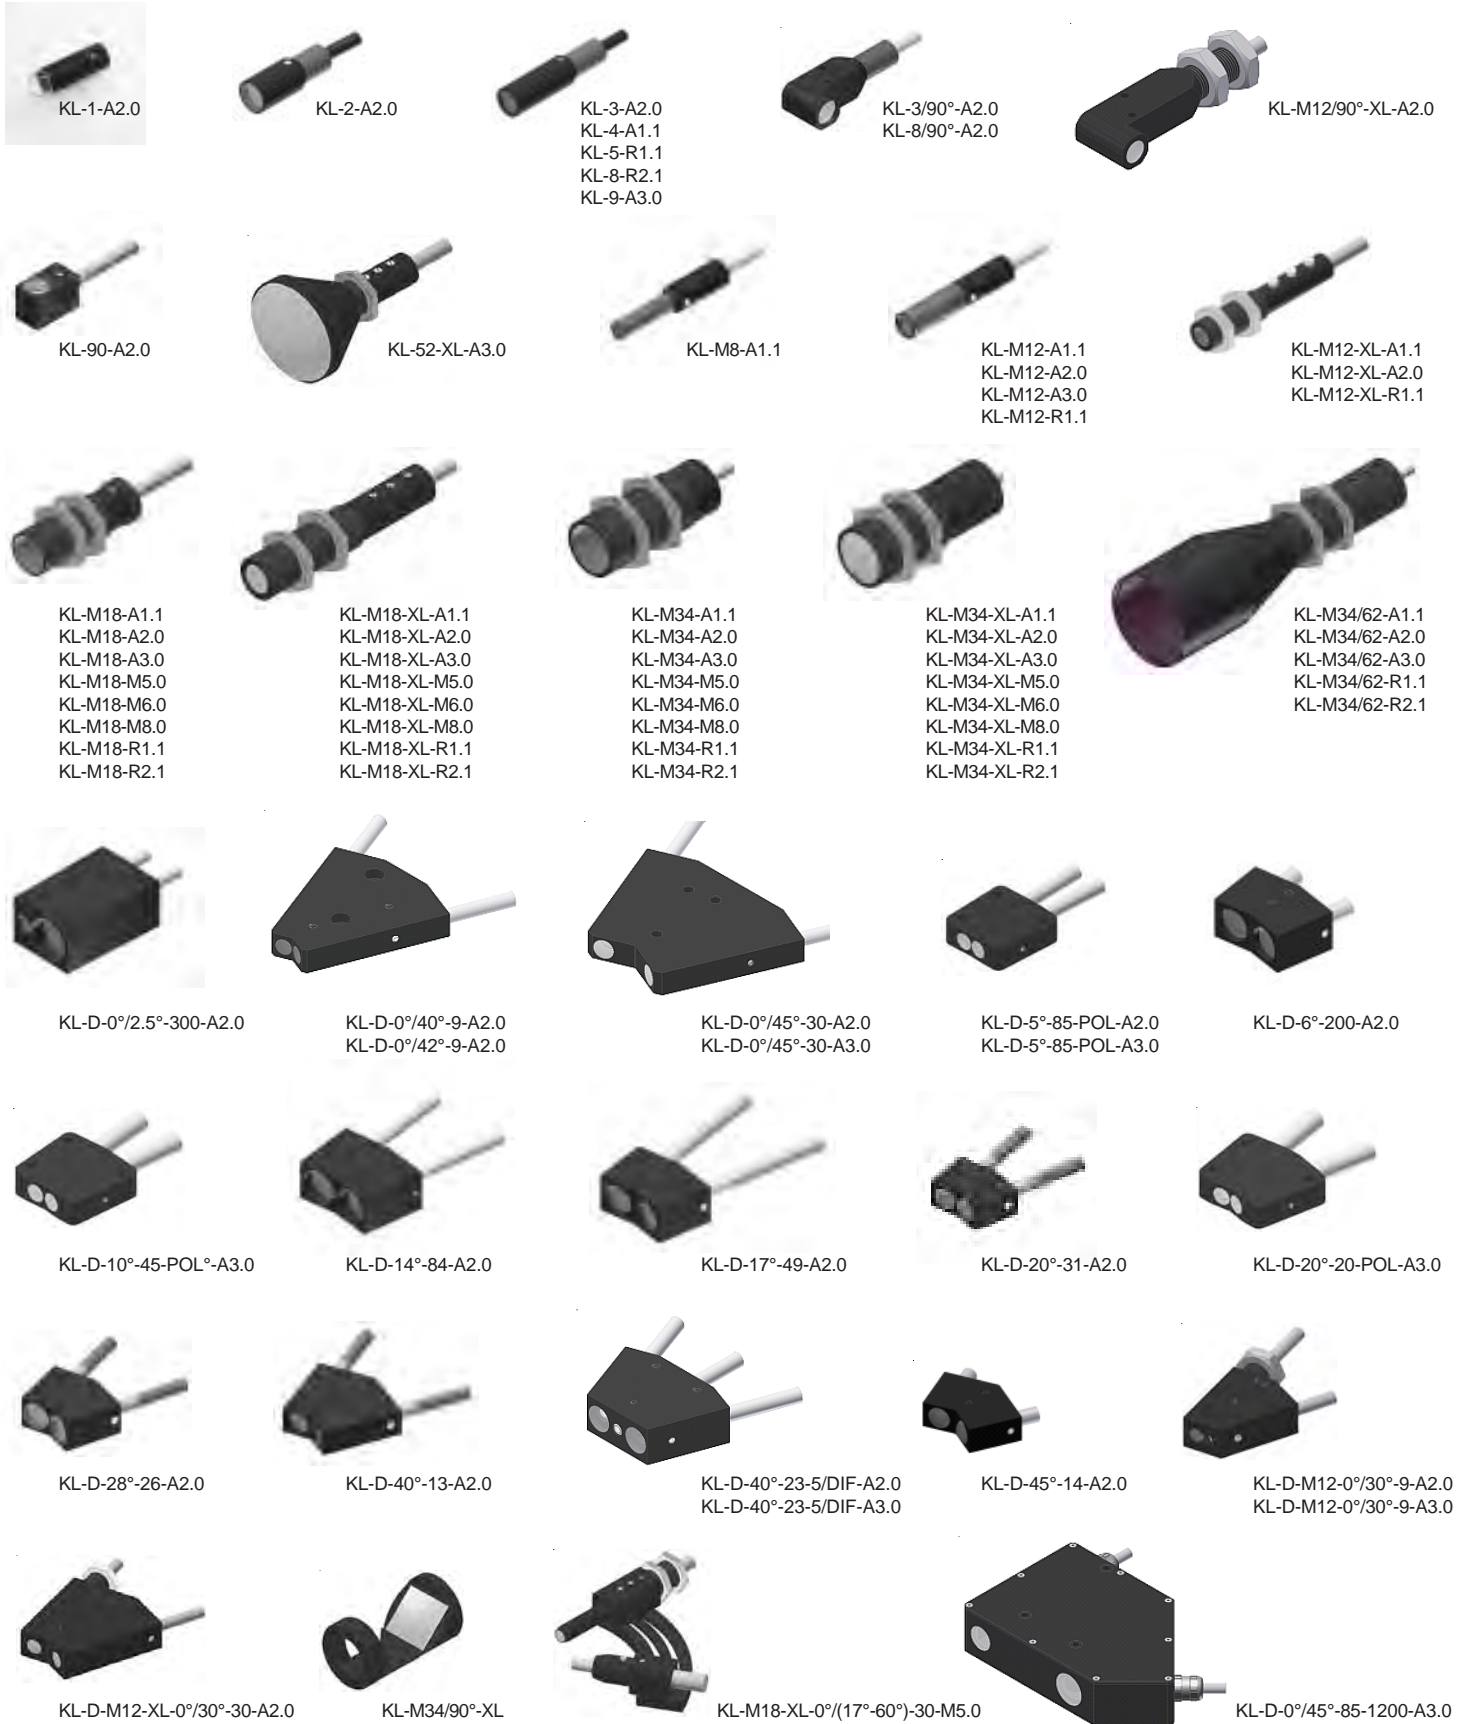 KL-1-A2.0
KL-2-A2.0
KL-3-A2.0
KL-4-A1.1
KL-5-R1.1
KL-8-R2.1
KL-9-A3.0
KL-3/90°-A2.0
KL-8/90°-A2.0
KL-M12/90°-XL-A2.0
KL-90-A2.0
KL-52-XL-A3.0
KL-M8-A1.1
KL-M12-A1.1
KL-M12-A2.0
KL-M12-A3.0
KL-M12-R1.1
KL-M12-XL-A1.1
KL-M12-XL-A2.0
KL-M12-XL-R1.1
KL-M18-A1.1
KL-M18-A2.0
KL-M18-A3.0
KL-M18-M5.0
KL-M18-M6.0
KL-M18-M8.0
KL-M18-R1.1
KL-M18-R2.1
KL-M18-XL-A1.1
KL-M18-XL-A2.0
KL-M18-XL-A3.0
KL-M18-XL-M5.0
KL-M18-XL-M6.0
KL-M18-XL-M8.0
KL-M18-XL-R1.1
KL-M18-XL-R2.1
KL-M34-A1.1
KL-M34-A2.0
KL-M34-A3.0
KL-M34-M5.0
KL-M34-M6.0
KL-M34-M8.0
KL-M34-R1.1
KL-M34-R2.1
KL-M34-XL-A1.1
KL-M34-XL-A2.0
KL-M34-XL-A3.0
KL-M34-XL-M5.0
KL-M34-XL-M6.0
KL-M34-XL-M8.0
KL-M34-XL-R1.1
KL-M34-XL-R2.1
KL-M34/62-A1.1
KL-M34/62-A2.0
KL-M34/62-A3.0
KL-M34/62-R1.1
KL-M34/62-R2.1
KL-D-0°/2.5°-300-A2.0
KL-D-0°/40°-9-A2.0
KL-D-0°/42°-9-A2.0
KL-D-0°/45°-30-A2.0
KL-D-0°/45°-30-A3.0
KL-D-5°-85-POL-A2.0
KL-D-5°-85-POL-A3.0
KL-D-6°-200-A2.0
KL-D-10°-45-POL°-A3.0
KL-D-14°-84-A2.0
KL-D-17°-49-A2.0
KL-D-20°-31-A2.0
KL-D-20°-20-POL-A3.0
KL-D-28°-26-A2.0
KL-D-40°-13-A2.0
KL-D-40°-23-5/DIF-A2.0
KL-D-40°-23-5/DIF-A3.0
KL-D-45°-14-A2.0
KL-D-M12-0°/30°-9-A2.0
KL-D-M12-0°/30°-9-A3.0
KL-D-M12-XL-0°/30°-30-A2.0
KL-M34/90°-XL
KL-M18-XL-0°/(17°-60°)-30-M5.0
KL-D-0°/45°-85-1200-A3.0